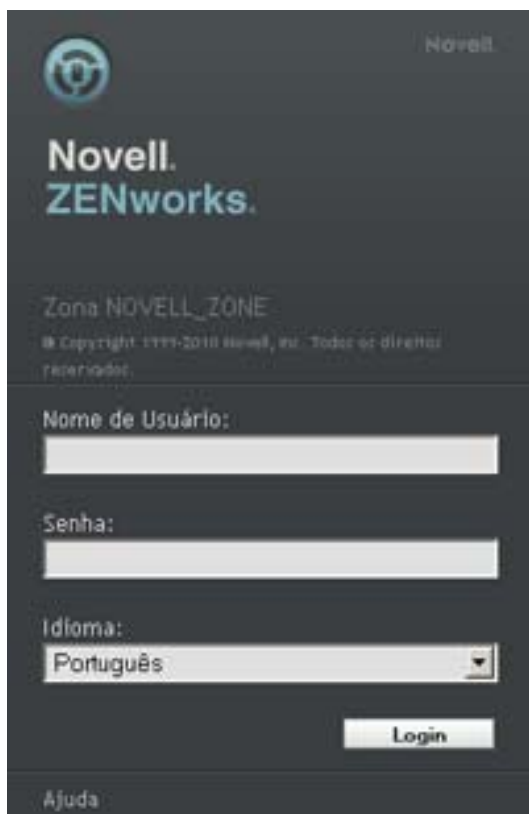 Novell.
Novell.
ZENworks.
Zona NOVELL_ZONE
© Copyright 1999-2010 Novell, Inc. Todos os direitos
reservados.
Nome de Usuário:
Senha:
Idioma:
Português
Login
Ajuda